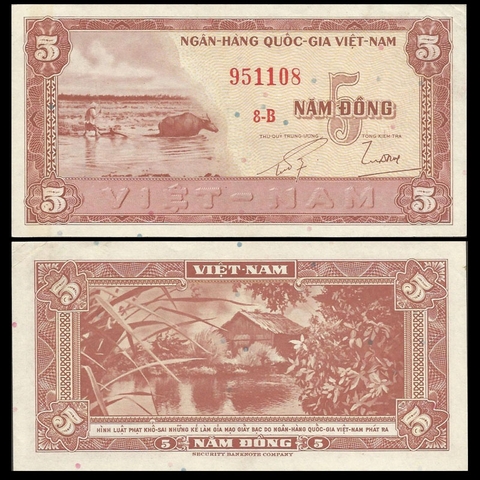 5
NGÂN-HÀNG QUỐC-GIA VIỆT-NAM
5
951108
8-B
5
NĂM ĐỒNG
THỦ-QUỸ TRUNG-ƯƠNG
TỔNG KIỂM-TRA
5
VIỆT-NAM
5
5
VIỆT-NAM
5
5
5
HÌNH LUẬT PHẠT KHỔ-SAI NHỮNG KẺ LÀM GIẢ MẠO GIẤY BẠC DO NGÂN-HÀNG QUỐC-GIA VIỆT-NAM PHÁT RA
5 NĂM ĐỒNG 5
SECURITY BANKNOTE COMPANY